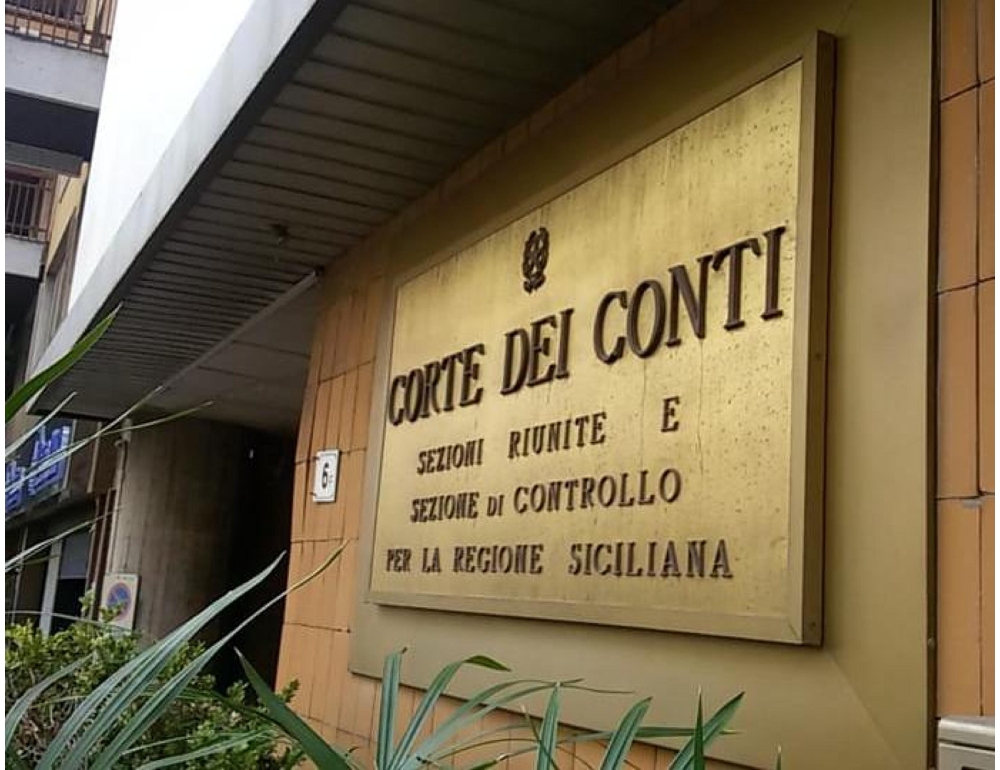 CORTE DEI CONTI
SEZIONI RIUNITE E
SEZIONE DI CONTROLLO
PER LA REGIONE SICILIANA
6